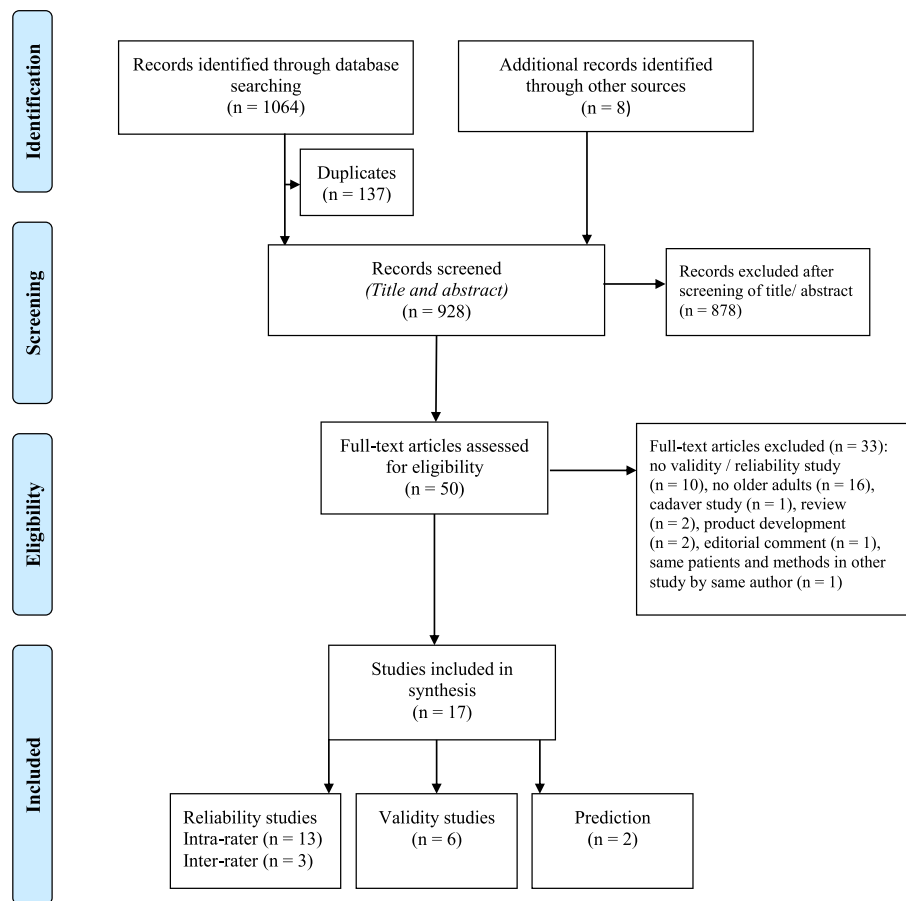 Identification
Records identified through database
searching
(n = 1064)
Additional records identified
through other sources
(n = 8)
Duplicates
(n = 137)
Screening
Records screened
(Title and abstract)
(n = 928)
Records excluded after
screening of title/ abstract
(n = 878)
Eligibility
Full-text articles assessed
for eligibility
(n = 50)
Full-text articles excluded (n = 33):
no validity / reliability study
(n = 10), no older adults (n = 16),
cadaver study (n = 1), review
(n = 2), product development
(n = 2), editorial comment (n = 1),
same patients and methods in other
study by same author (n = 1)
Included
Studies included in
synthesis
(n = 17)
Reliability studies
Intra-rater (n = 13)
Inter-rater (n = 3)
Validity studies
(n = 6)
Prediction
(n = 2)